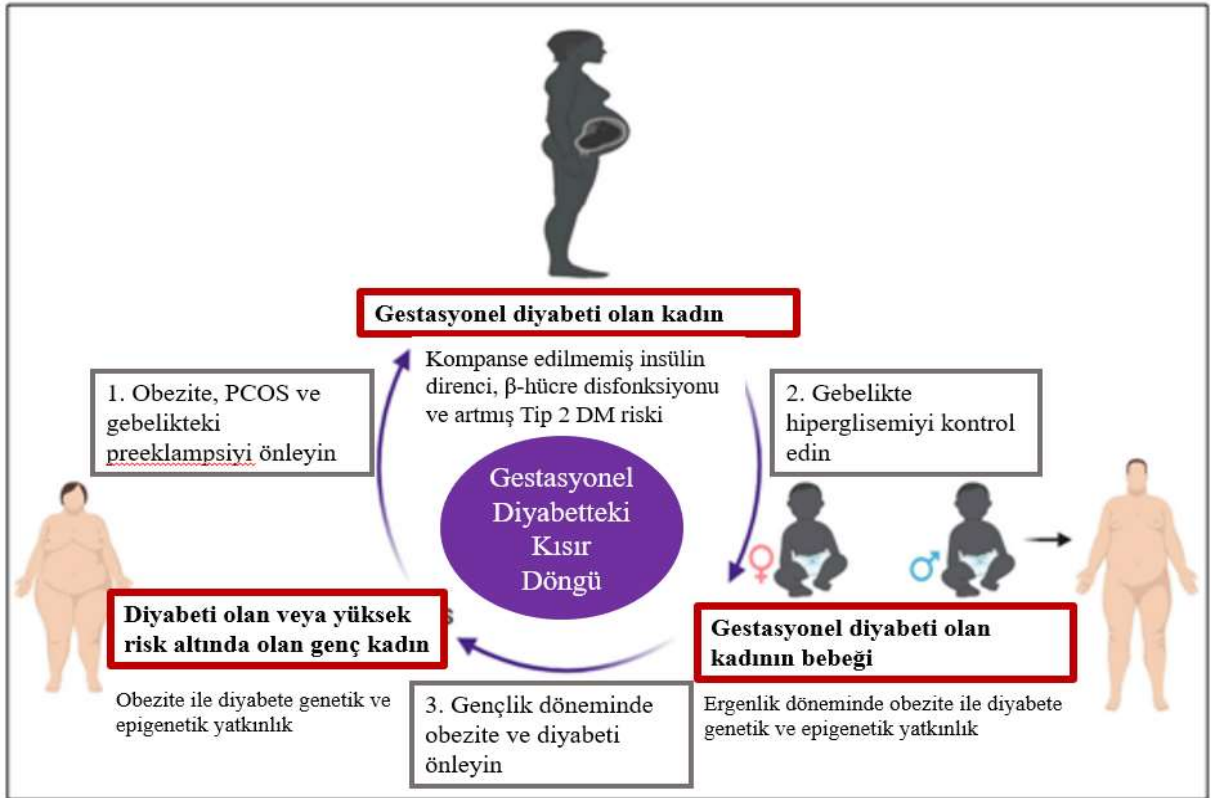 Gestasyonel diyabeti olan kadın
Kompanse edilmemiş insülin
direnci, β-hücre disfonksiyonu
ve artmış Tip 2 DM riski
1. Obezite, PCOS ve
gebelikteki
preeklampsiyi önleyin
2. Gebelikte
hiperglisemiyi kontrol
edin
Gestasyonel
Diyabetteki
Kısır
Döngü
♀
♂
Diyabeti olan veya yüksek
risk altında olan genç kadın
s
Obezite ile diyabete genetik ve
epigenetik yatkınlık
3. Gençlik döneminde
obezite ve diyabeti
önleyin
Gestasyonel diyabeti olan
kadının bebeği
Ergenlik döneminde obezite ile diyabete
genetik ve epigenetik yatkınlık